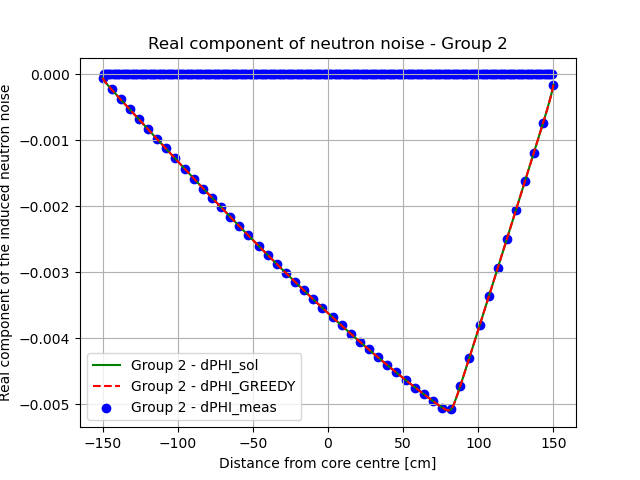 Real component of neutron noise - Group 2
Real component of the induced neutron noise
0.000
−0.001
−0.002
−0.003
−0.004
−0.005
Group 2 - dPHI_sol
Group 2 - dPHI_GREEDY
Group 2 - dPHI_meas
−150
−100
−50
0
50
100
150
Distance from core centre [cm]